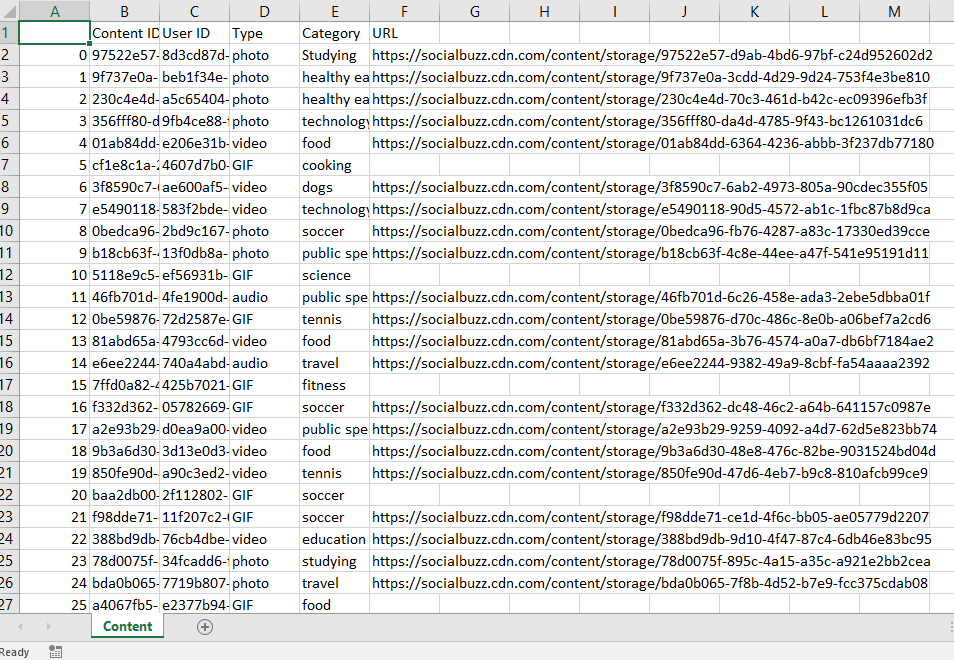 A B C D E F G H I J K L M
1 Content ID User ID Type Category URL
2 0 97522e57- 8d3cd87d- photo Studying https://socialbuzz.cdn.com/content/storage/97522e57-d9ab-4bd6-97bf-c24d952602d2
3 1 9f737e0a- beb1f34e- photo healthy ea https://socialbuzz.cdn.com/content/storage/9f737e0a-3cdd-4d29-9d24-753f4e3be810
4 2 230c4e4d- a5c65404- photo healthy ea https://socialbuzz.cdn.com/content/storage/230c4e4d-70c3-461d-b42c-ec09396efb3f
5 3 356fff80-d 9fb4ce88- photo technology https://socialbuzz.cdn.com/content/storage/356fff80-da4d-4785-9f43-bc1261031dc6
6 4 01ab84dd- e206e31b- video food https://socialbuzz.cdn.com/content/storage/01ab84dd-6364-4236-abbb-3f237db77180
7 5 cf1e8c1a- 4607d7b0- GIF cooking
8 6 3f8590c7- ae600af5- video dogs https://socialbuzz.cdn.com/content/storage/3f8590c7-6ab2-4973-805a-90cdec355f05
9 7 e5490118- 583f2bde- video technology https://socialbuzz.cdn.com/content/storage/e5490118-90d5-4572-ab1c-1fbc87b8d9ca
10 8 0bedca96- 2bd9c167- photo soccer https://socialbuzz.cdn.com/content/storage/0bedca96-fb76-4287-a83c-17330ed39cce
11 9 b18cb63f- 13f0db8a- photo public spe https://socialbuzz.cdn.com/content/storage/b18cb63f-4c8e-44ee-a47f-541e95191d11
12 10 5118e9c5- ef56931b- GIF science
13 11 46fb701d- 4fe1900d- audio public spe https://socialbuzz.cdn.com/content/storage/46fb701d-6c26-458e-ada3-2ebe5dbba01f
14 12 0be59876- 72d2587e- GIF tennis https://socialbuzz.cdn.com/content/storage/0be59876-d70c-486c-8e0b-a06bef7a2cd6
15 13 81abd65a- 4793cc6d- video food https://socialbuzz.cdn.com/content/storage/81abd65a-3b76-4574-a0a7-db6bf7184ae2
16 14 e6ee2244- 740a4abd- audio travel https://socialbuzz.cdn.com/content/storage/e6ee2244-9382-49a9-8cbf-fa54aaaa2392
17 15 7ffd0a82- 425b7021- GIF fitness
18 16 f332d362- 05782669- GIF soccer https://socialbuzz.cdn.com/content/storage/f332d362-dc48-46c2-a64b-641157c0987e
19 17 a2e93b29- d0ea9a00- video public spe https://socialbuzz.cdn.com/content/storage/a2e93b29-9259-4092-a4d7-62d5e823bb74
20 18 9b3a6d30- 3d13e0d3- video food https://socialbuzz.cdn.com/content/storage/9b3a6d30-48e8-476c-82be-9031524bd04d
21 19 850fe90d- a90c3ed2- video tennis https://socialbuzz.cdn.com/content/storage/850fe90d-47d6-4eb7-b9c8-810afcb99ce9
22 20 baa2db00- 2f112802- GIF soccer
23 21 f98dde71- 11f207c2- GIF soccer https://socialbuzz.cdn.com/content/storage/f98dde71-ce1d-4f6c-bb05-ae05779d2207
24 22 388bd9db- 76cb4dbe- video education https://socialbuzz.cdn.com/content/storage/388bd9db-9d10-4f47-87c4-6db46e83bc95
25 23 78d0075f- 34fcadd6- photo studying https://socialbuzz.cdn.com/content/storage/78d0075f-895c-4a15-a35c-a921e2bb2cea
26 24 bda0b065- 7719b807- photo travel https://socialbuzz.cdn.com/content/storage/bda0b065-7f8b-4d52-b7e9-fcc375cdab08
27 25 a4067fb5- e2377b94- GIF food
Content
Ready